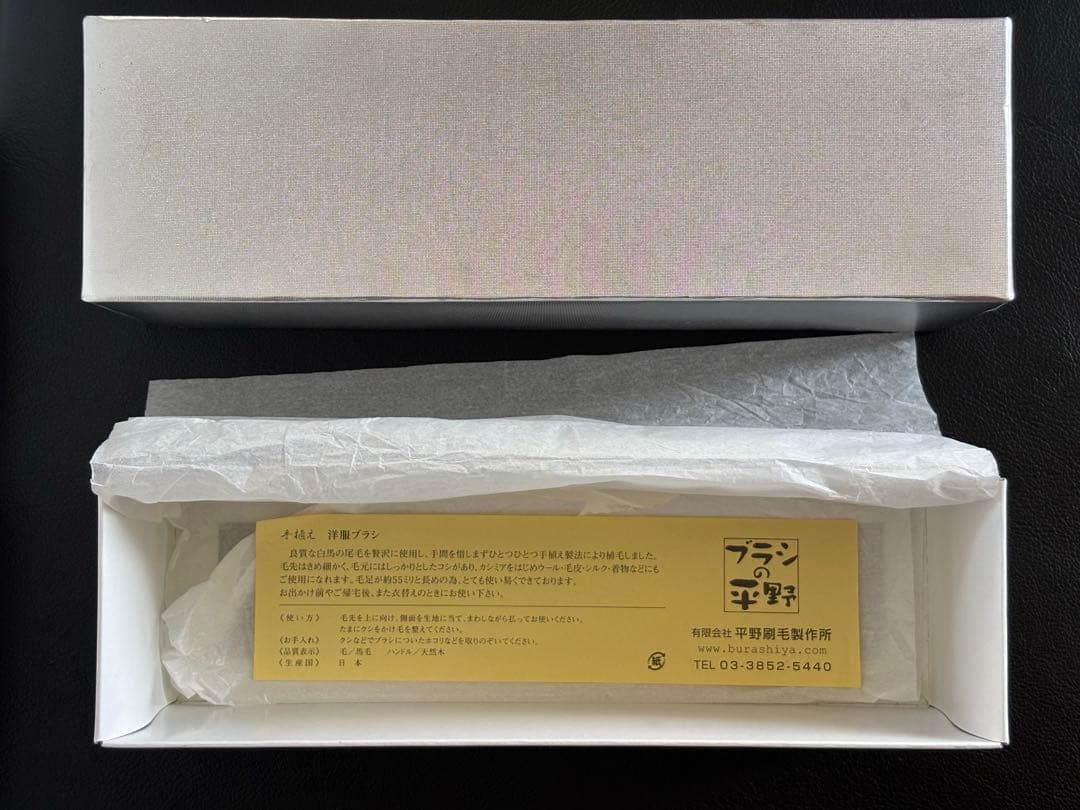 手植え 洋服ブラシ
良質な白馬の尾毛を贅沢に使用し、手間を惜しまずひとつひとつ手植え製法により植毛しました。
毛先はきめ細かく、毛元にはしっかりとしたコシがあり、カシミアをはじめウール・毛皮・シルク・着物などにも
ご使用になれます。毛足が約55ミリと長めの為、とても使い易くできております。
お出かけ前やご帰宅後、また衣替えのときにお使い下さい。
〈使い方〉 毛先を上に向け、側面を生地に当て、まわしながら払ってお使いください。
たまにクシをかけ毛を整えてください。
〈お手入れ〉 クシなどでブラシについたホコリなどを取りのぞいてください。
〈品質表示〉 毛/馬毛 ハンドル/天然木
〈生産国〉 日本
ブラシ
の
平野
有限会社 平野刷毛製作所
www.burashiya.com
TEL 03-3852-5440
紙